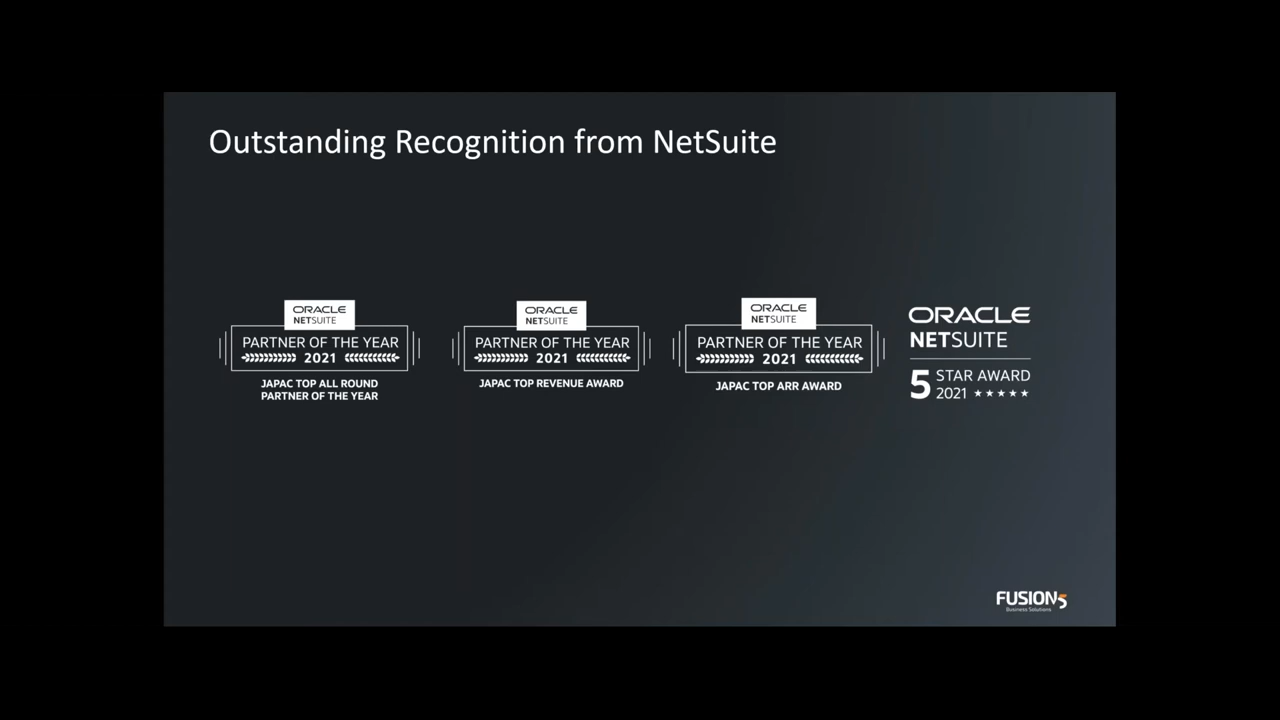 Outstanding Recognition from NetSuite
ORACLE
NETSUITE
PARTNER OF THE YEAR
2021
JAPAC TOP ALL ROUND
PARTNER OF THE YEAR
ORACLE
NETSUITE
PARTNER OF THE YEAR
2021
JAPAC TOP REVENUE AWARD
ORACLE
NETSUITE
PARTNER OF THE YEAR
2021
JAPAC TOP ARR AWARD
ORACLE
NETSUITE
5 STAR AWARD
2021 ★★★★★
FUSION5
Business Solutions